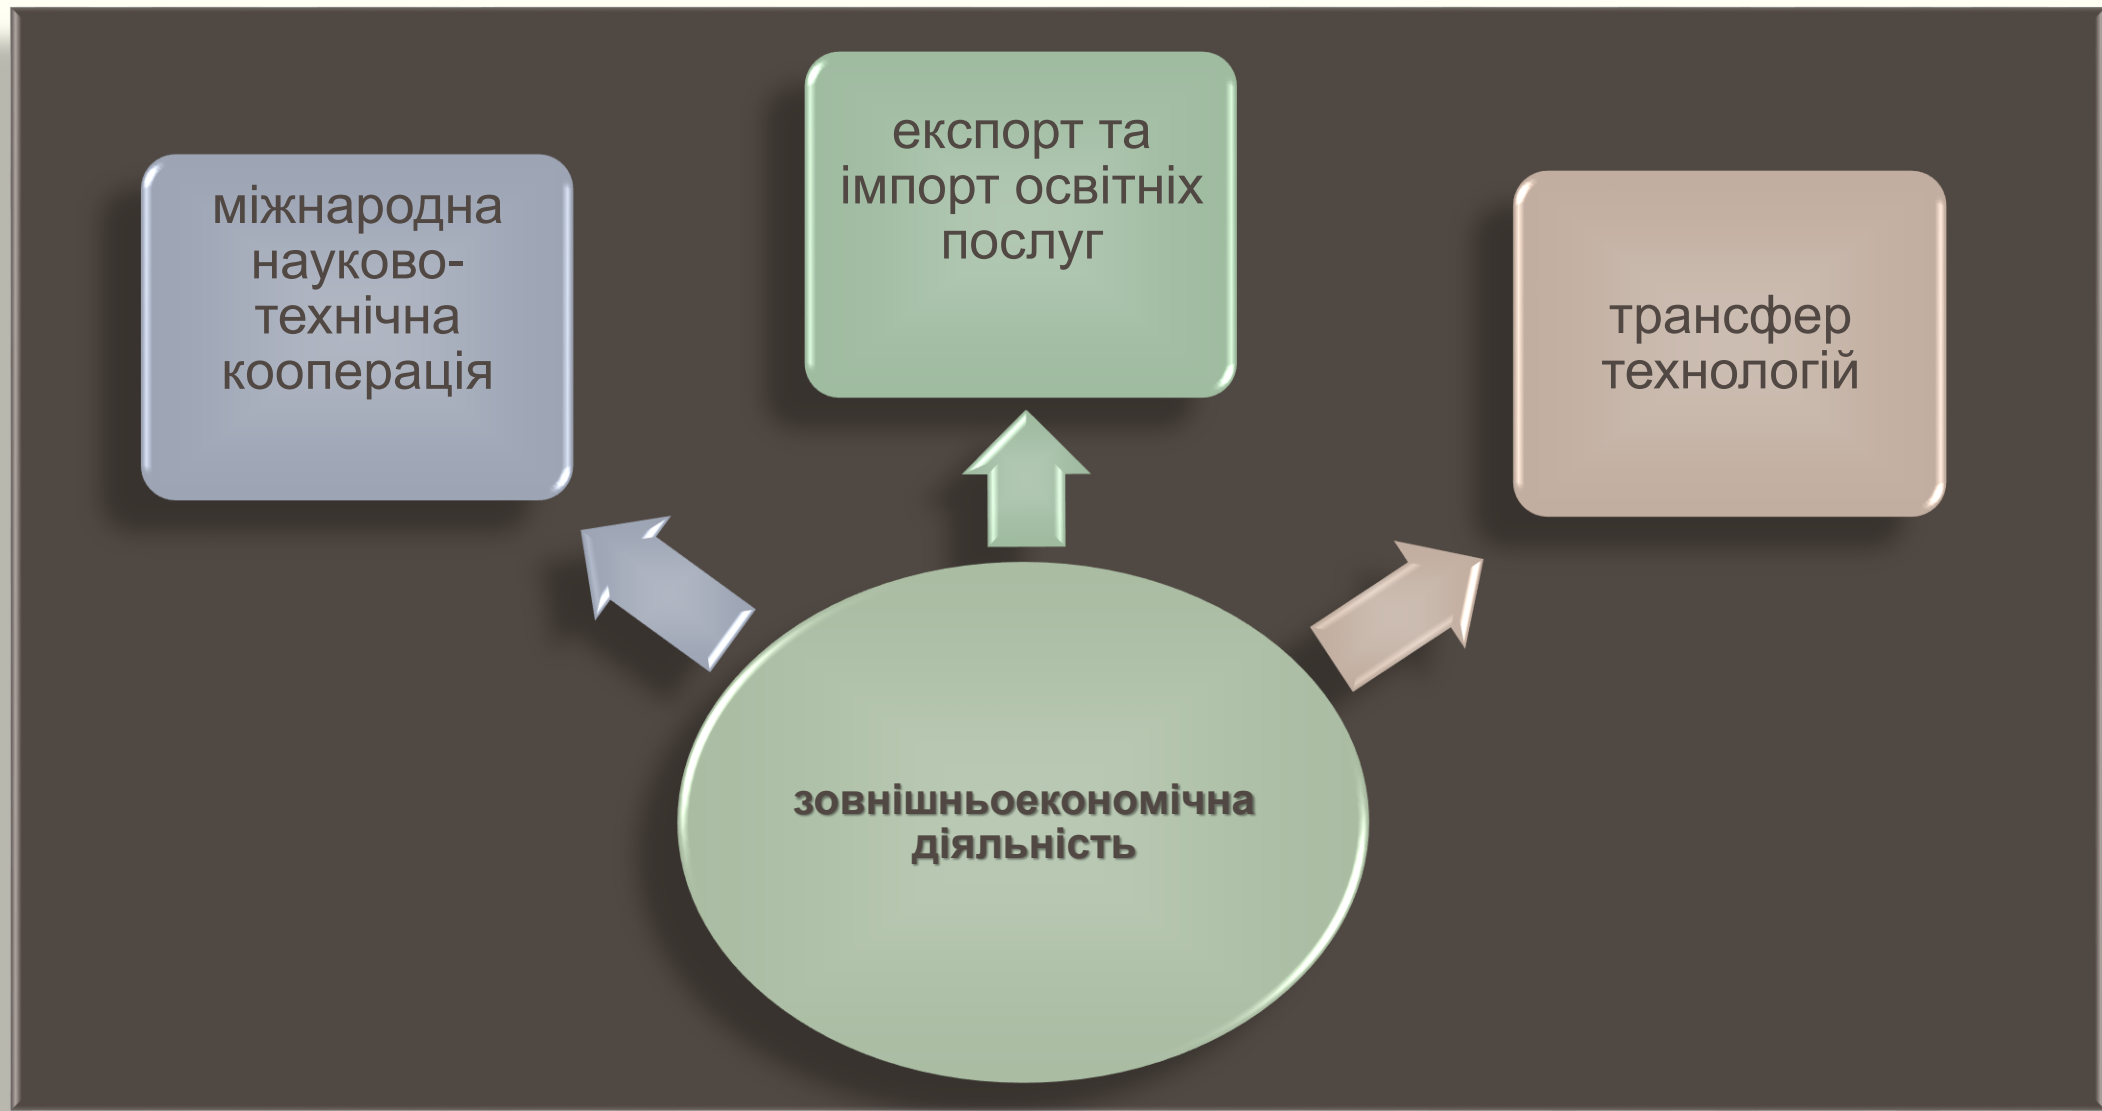 міжнародна
науково-
технічна
кооперація
експорт та
імпорт освітніх
послуг
трансфер
технологій
зовнішньоекономічна
діяльність